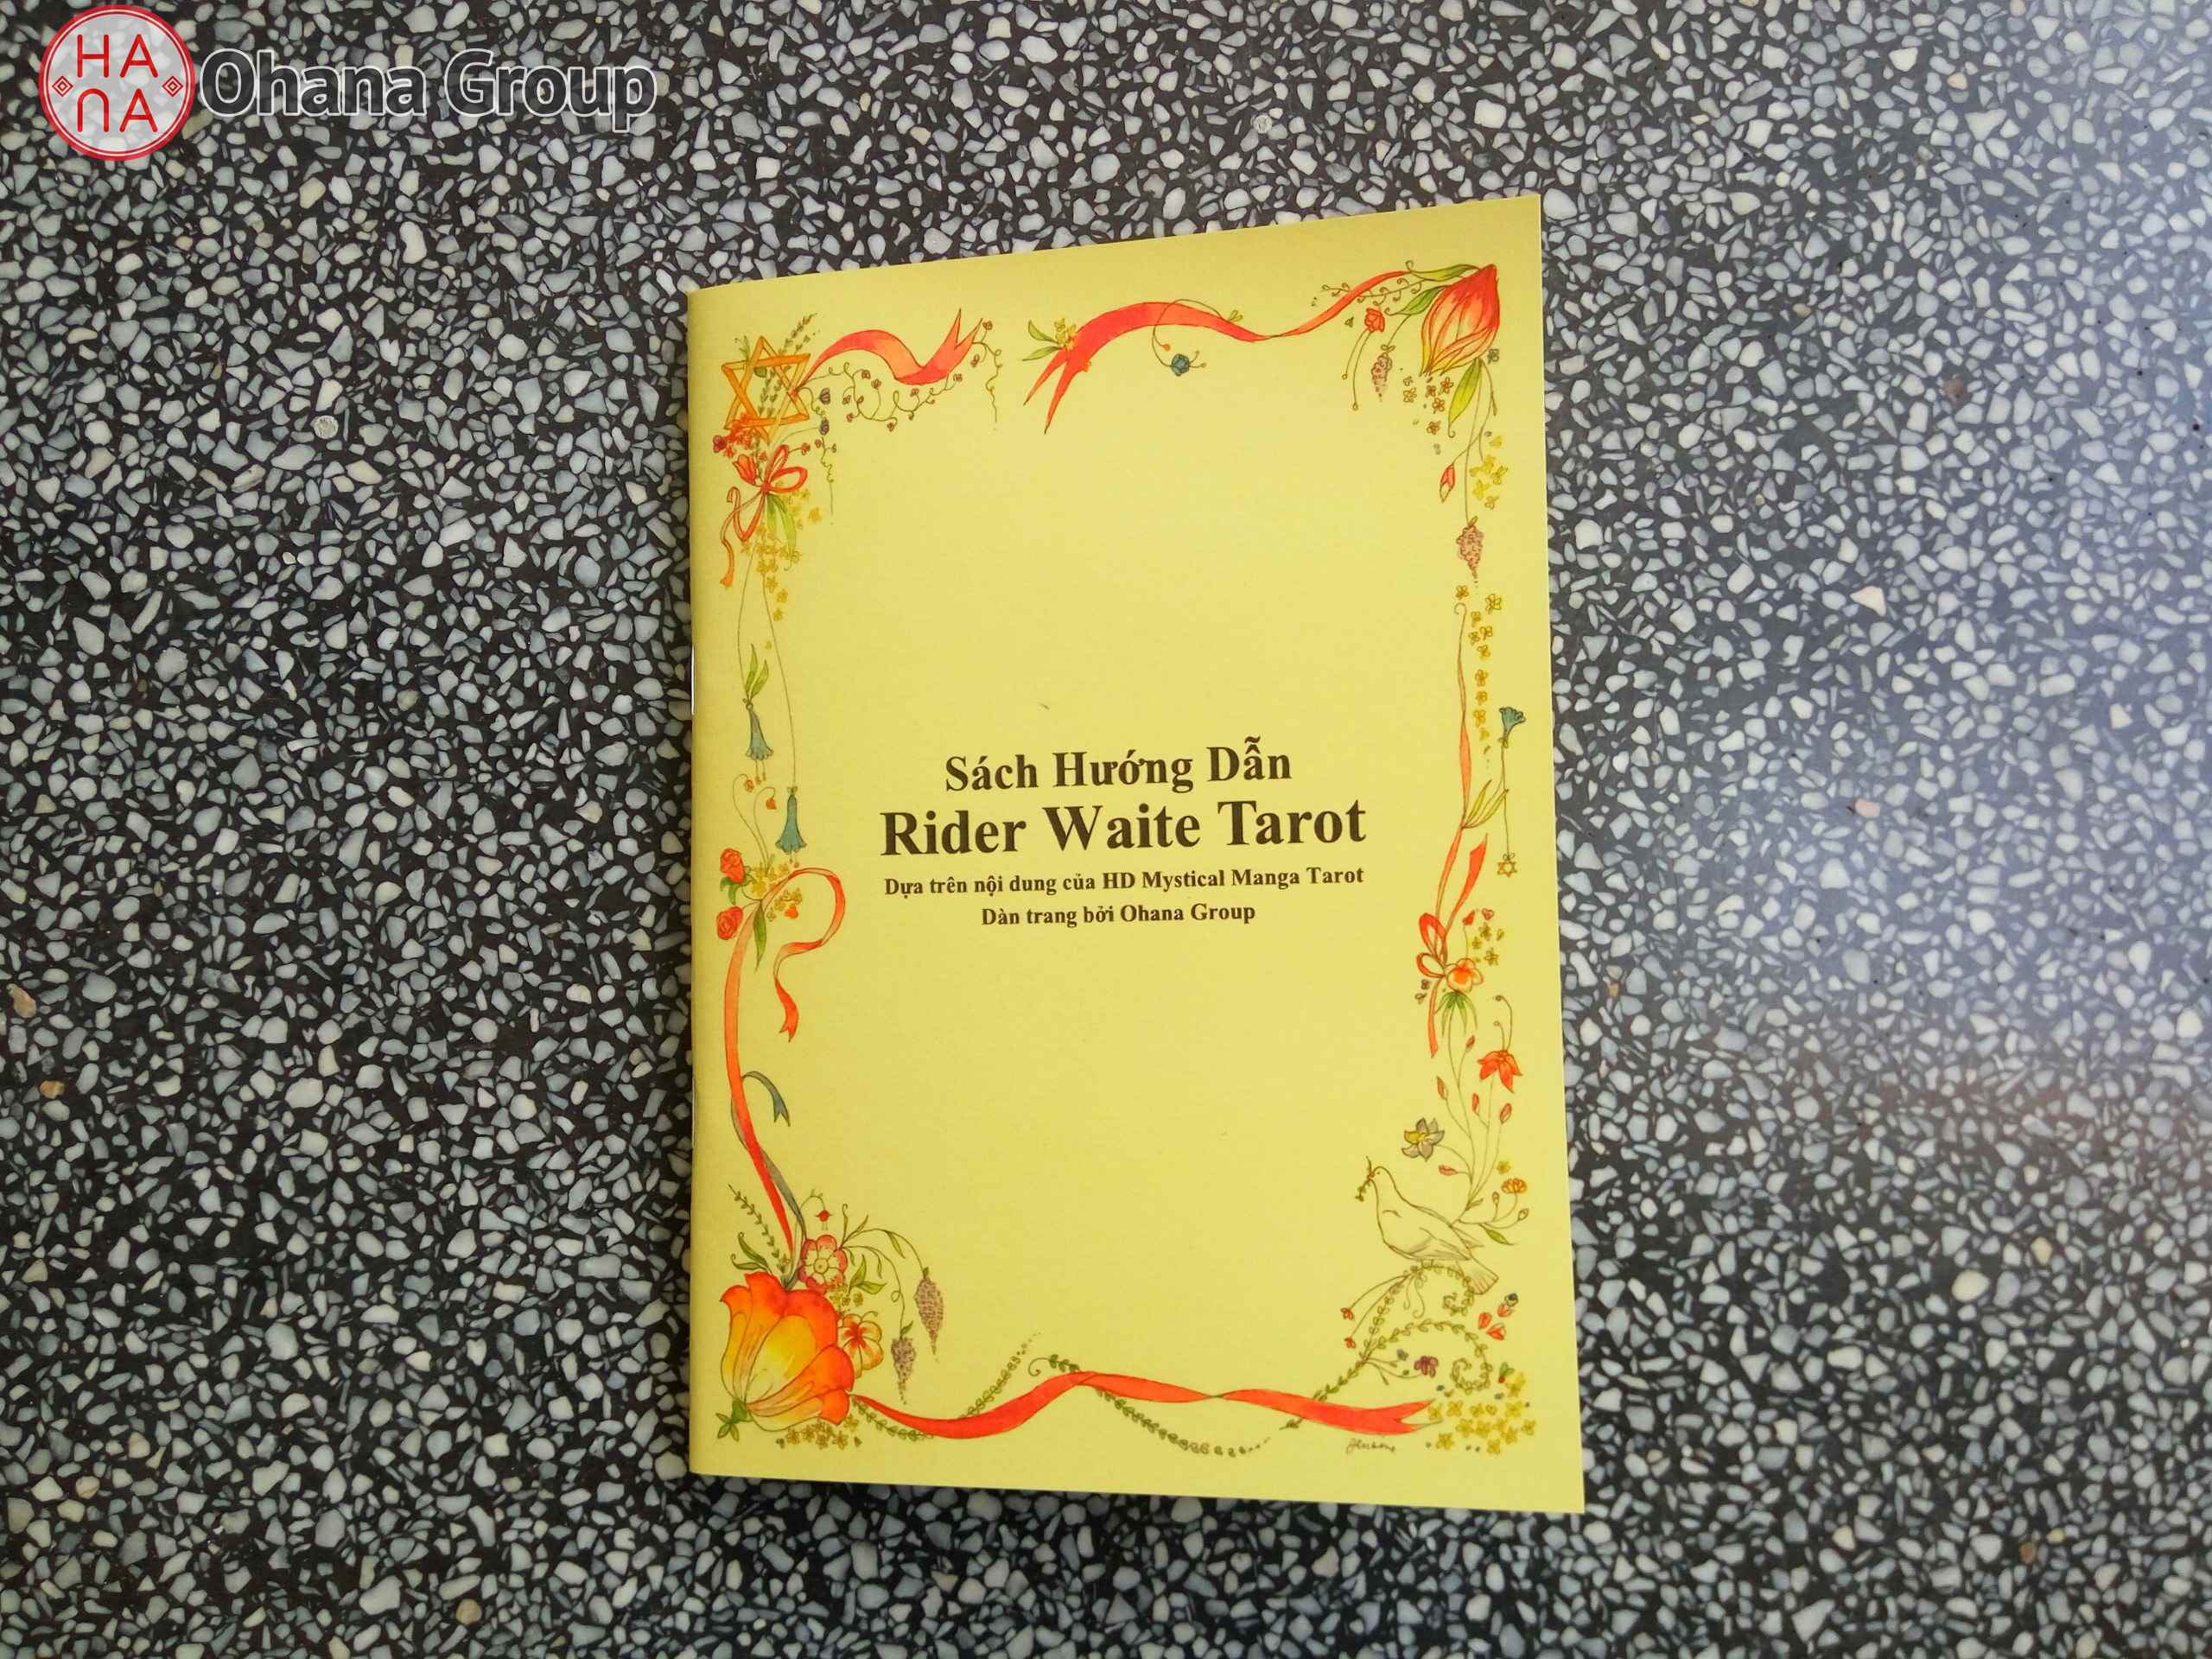 HA
NA
Ohana Group
Sách Hướng Dẫn
Rider Waite Tarot
Dựa trên nội dung của HD Mystical Manga Tarot
Dàn trang bởi Ohana Group